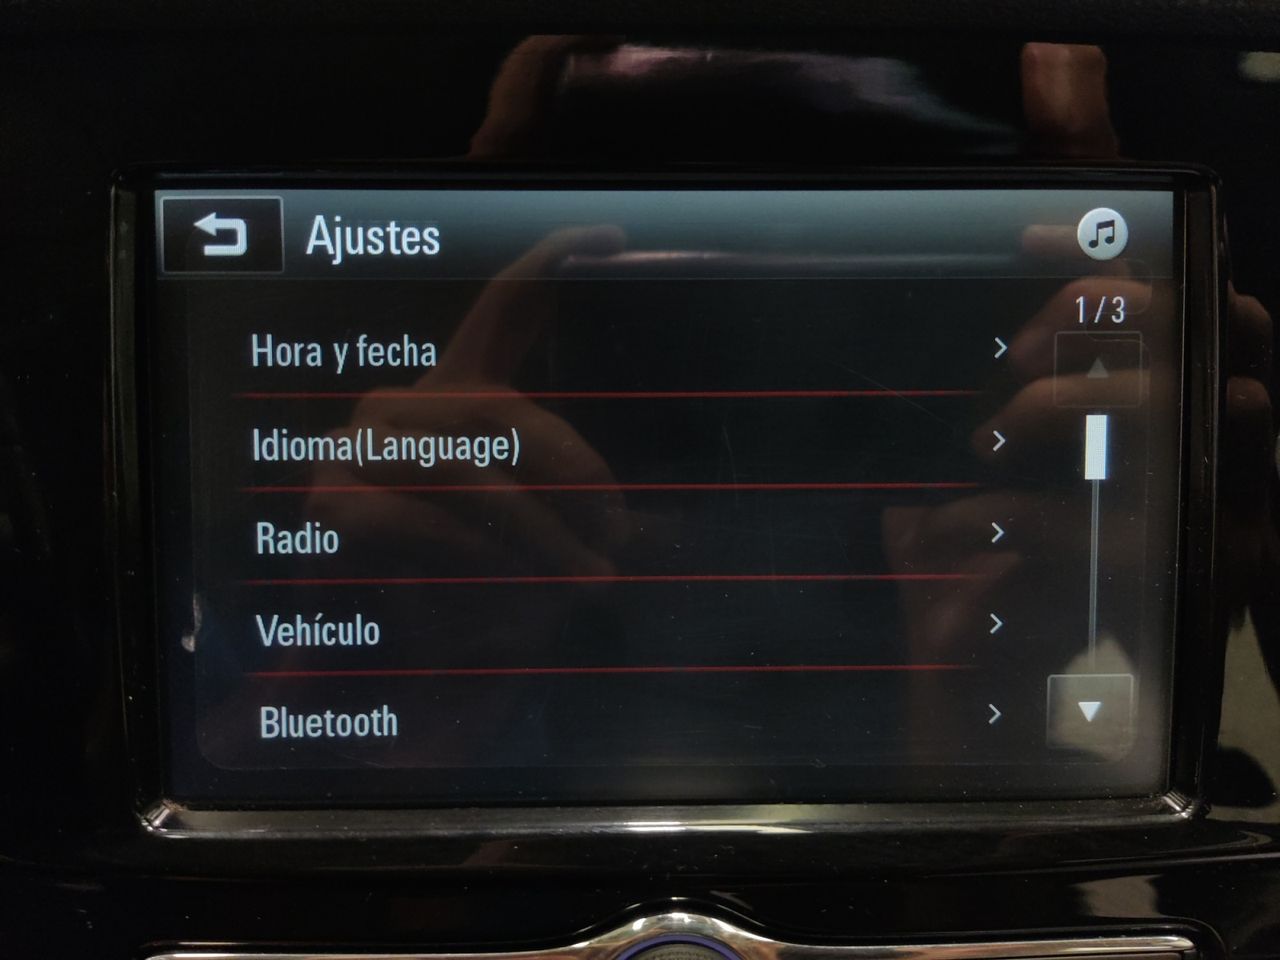 Ajustes
1/3
Hora y fecha
Idioma(Language)
Radio
Vehículo
Bluetooth